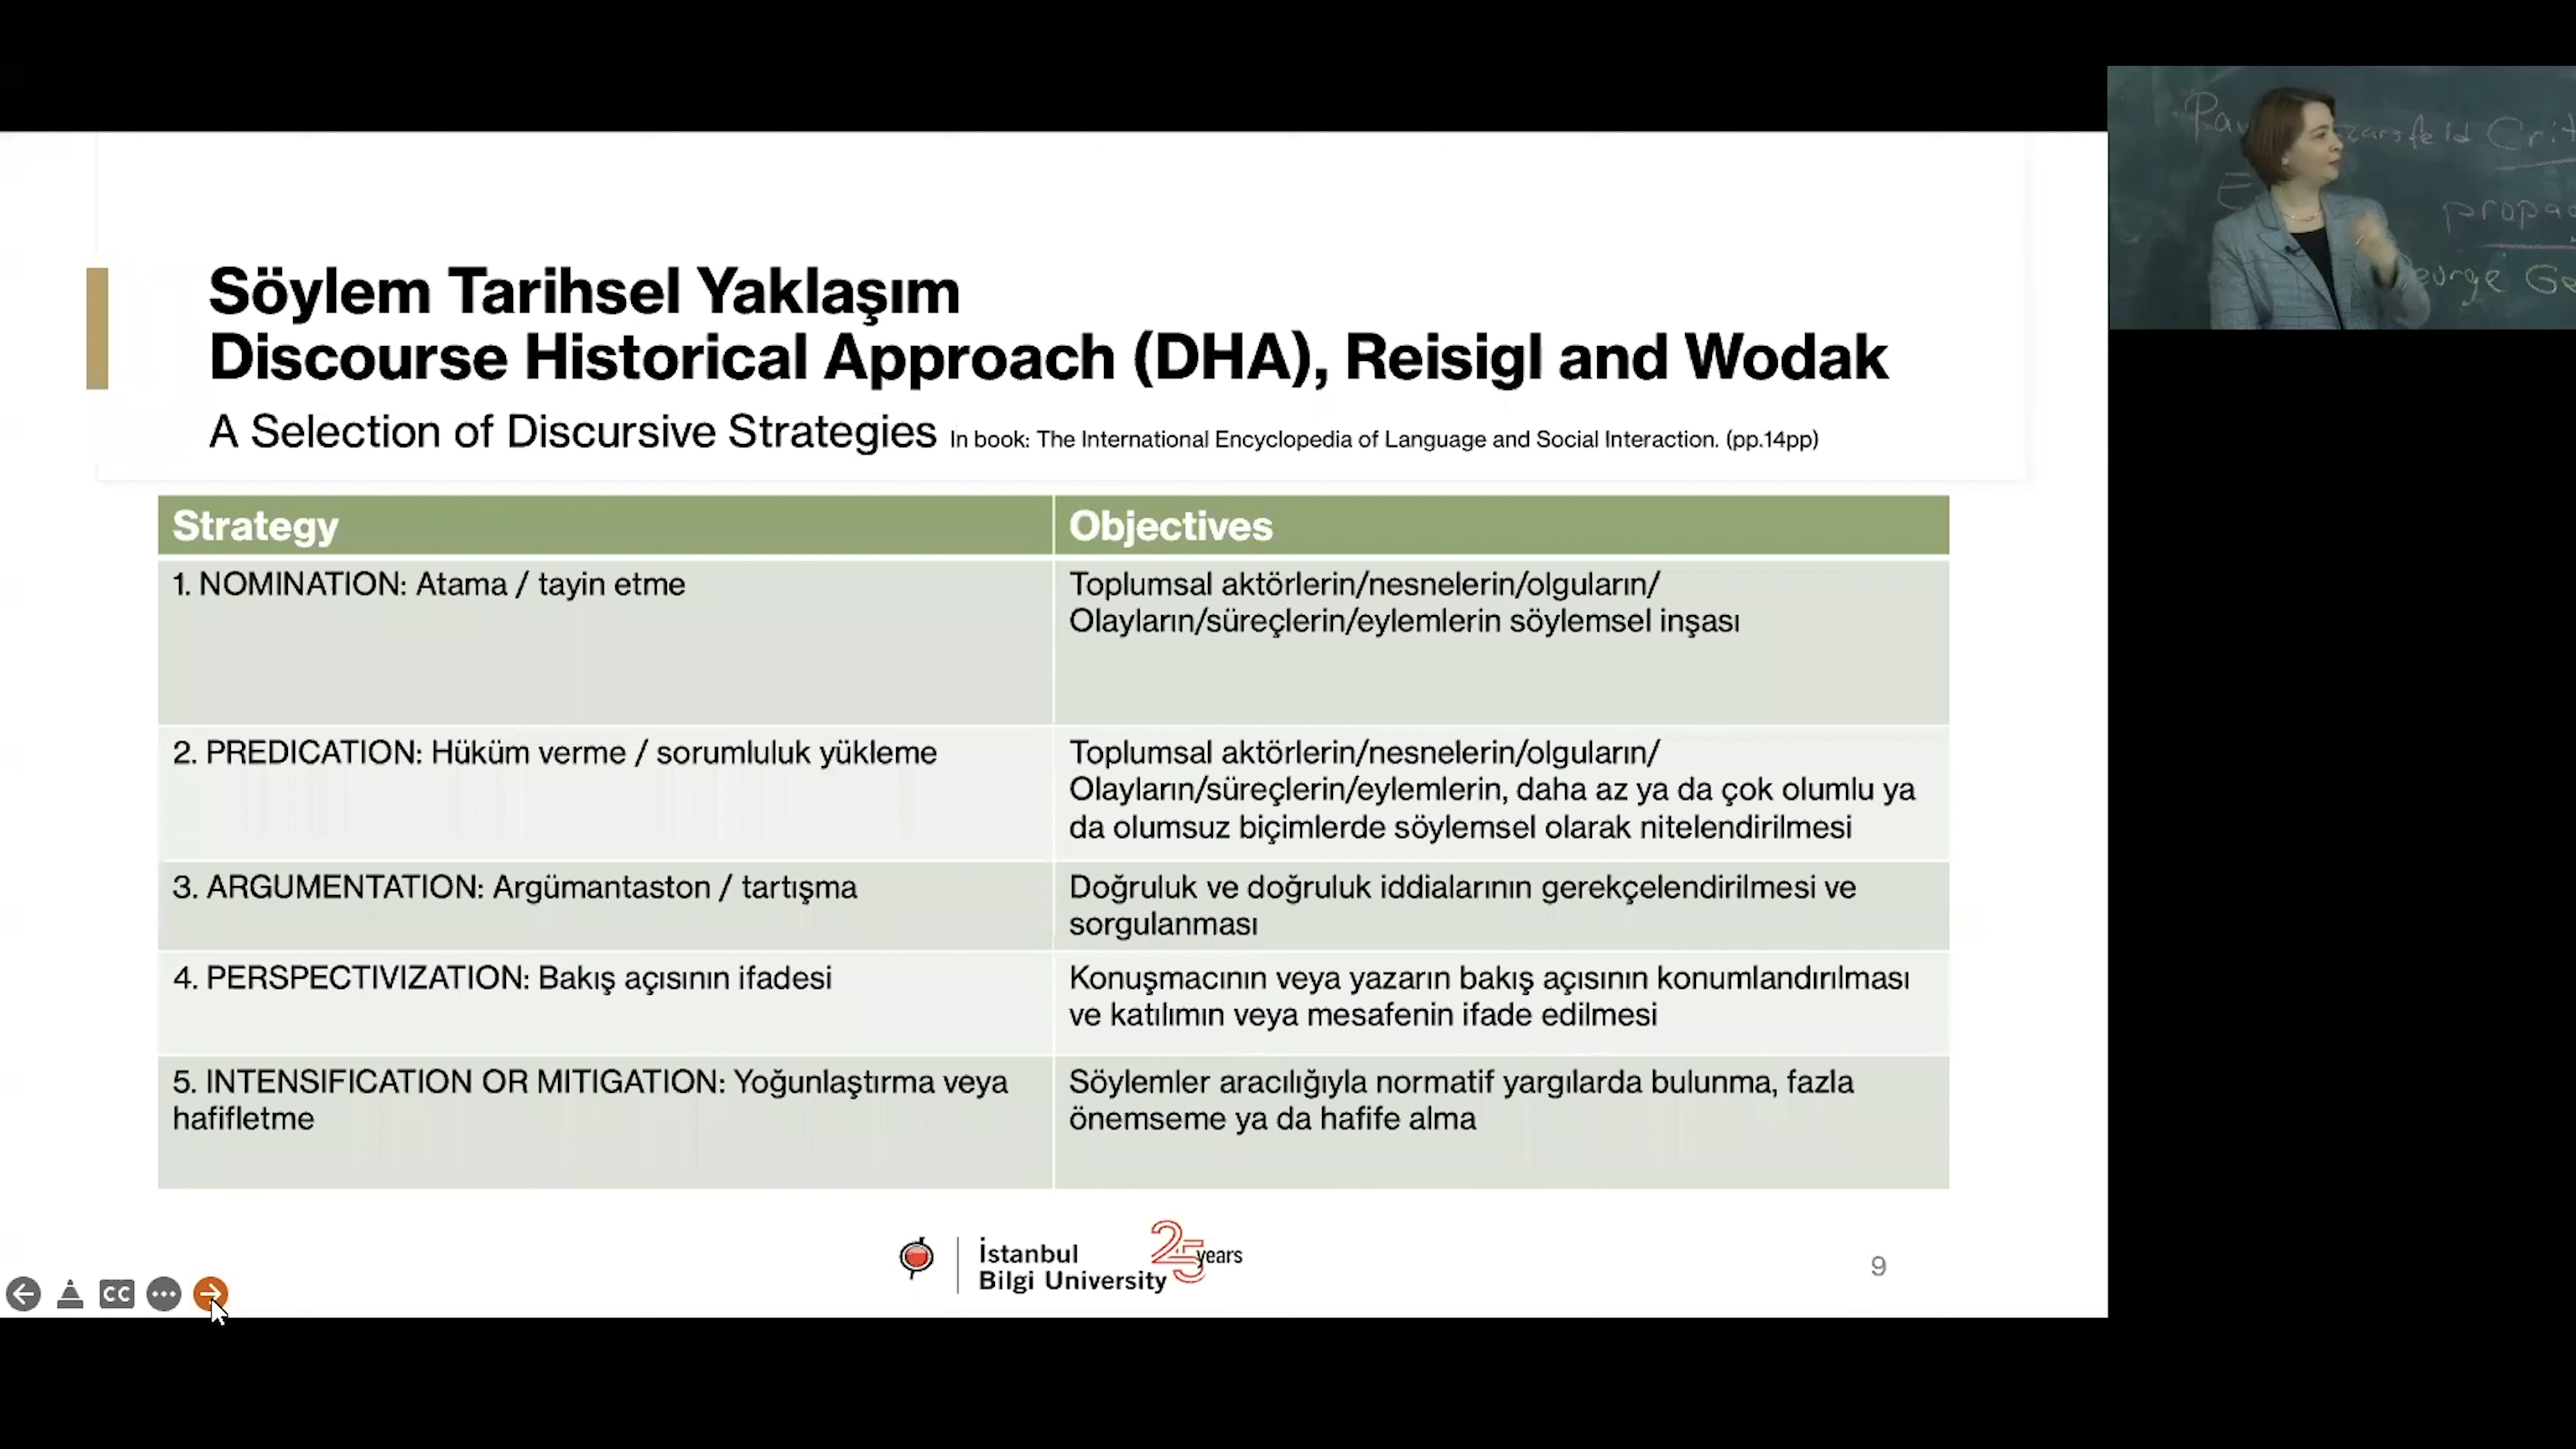 Söylem Tarihsel Yaklaşım
Discourse Historical Approach (DHA), Reisigl and Wodak
A Selection of Discursive Strategies In book: The International Encyclopedia of Language and Social Interaction. (pp.14pp)
Strategy
Objectives
1. NOMINATION: Atama / tayin etme
Toplumsal aktörlerin/nesnelerin/olguların/
Olayların/süreçlerin/eylemlerin söylemsel inşası
2. PREDICATION: Hüküm verme / sorumluluk yükleme
Toplumsal aktörlerin/nesnelerin/olguların/
Olayların/süreçlerin/eylemlerin, daha az ya da çok olumlu ya
da olumsuz biçimlerde söylemsel olarak nitelendirilmesi
3. ARGUMENTATION: Argümantaston / tartışma
Doğruluk ve doğruluk iddialarının gerekçelendirilmesi ve
sorgulanması
4. PERSPECTIVIZATION: Bakış açısının ifadesi
Konuşmacının veya yazarın bakış açısının konumlandırılması
ve katılımın veya mesafenin ifade edilmesi
5. INTENSIFICATION OR MITIGATION: Yoğunlaştırma veya
hafifletme
Söylemler aracılığıyla normatif yargılarda bulunma, fazla
önemseme ya da hafife alma
İstanbul
Bilgi University
25 years
9
CC
Crit
propa